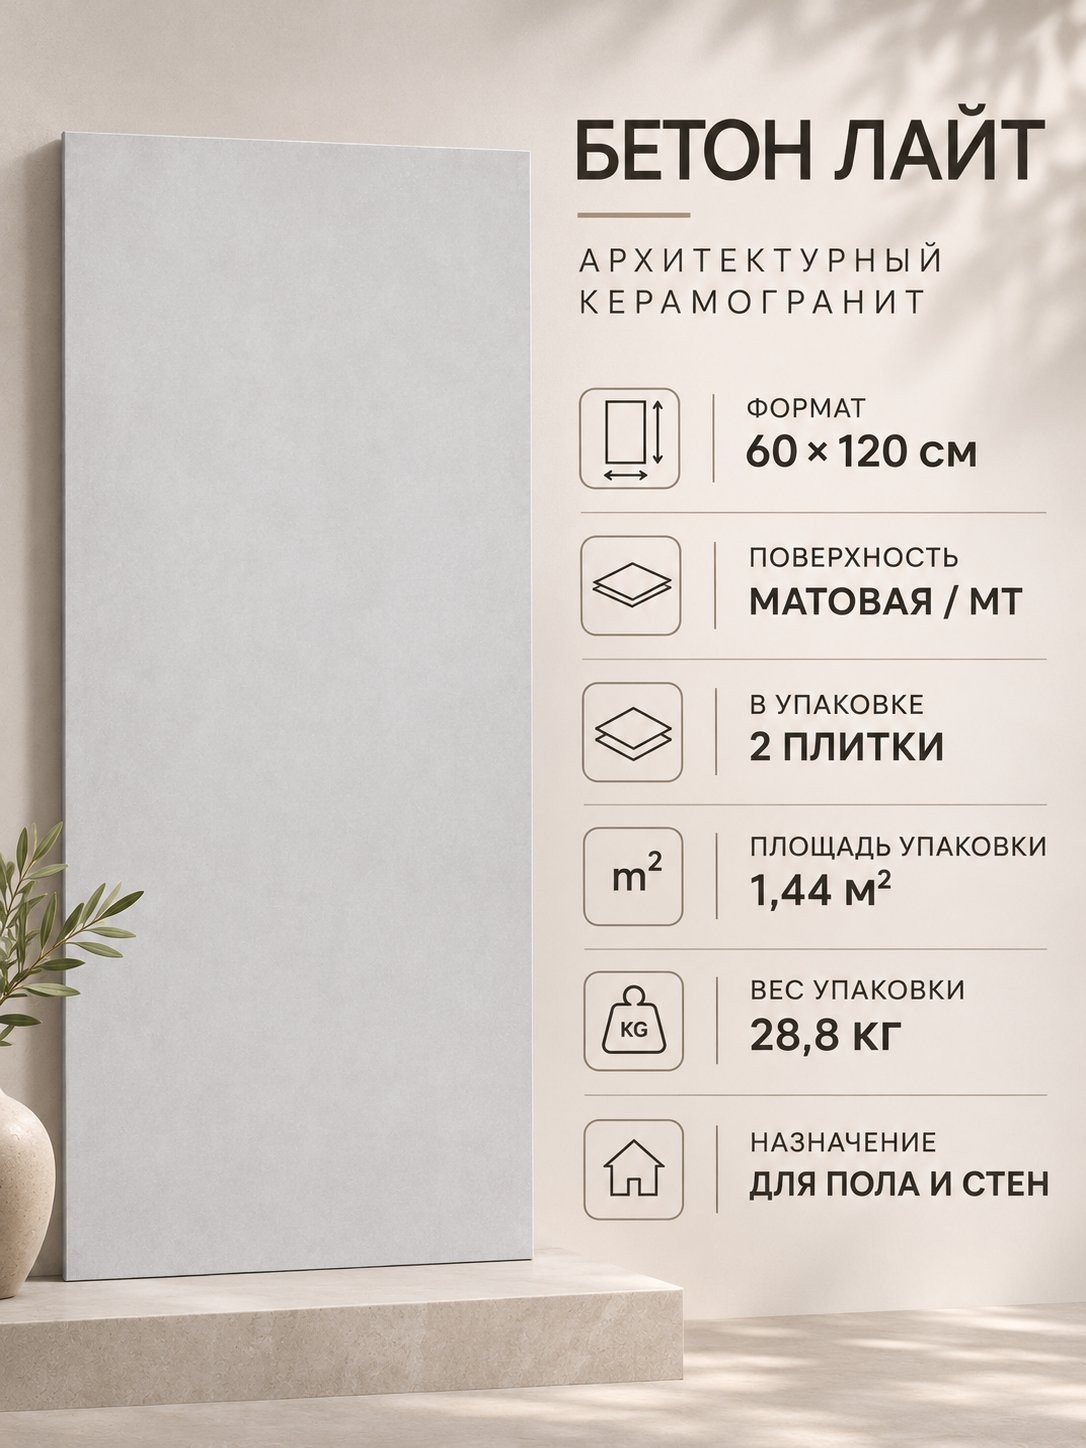 БЕТОН ЛАЙТ
АРХИТЕКТУРНЫЙ
КЕРАМОГРАНИТ
ФОРМАТ
60 × 120 см
ПОВЕРХНОСТЬ
МАТОВАЯ / MT
В УПАКОВКЕ
2 ПЛИТКИ
m²
ПЛОЩАДЬ УПАКОВКИ
1,44 м²
KG
ВЕС УПАКОВКИ
28,8 кг
НАЗНАЧЕНИЕ
ДЛЯ ПОЛА И СТЕН